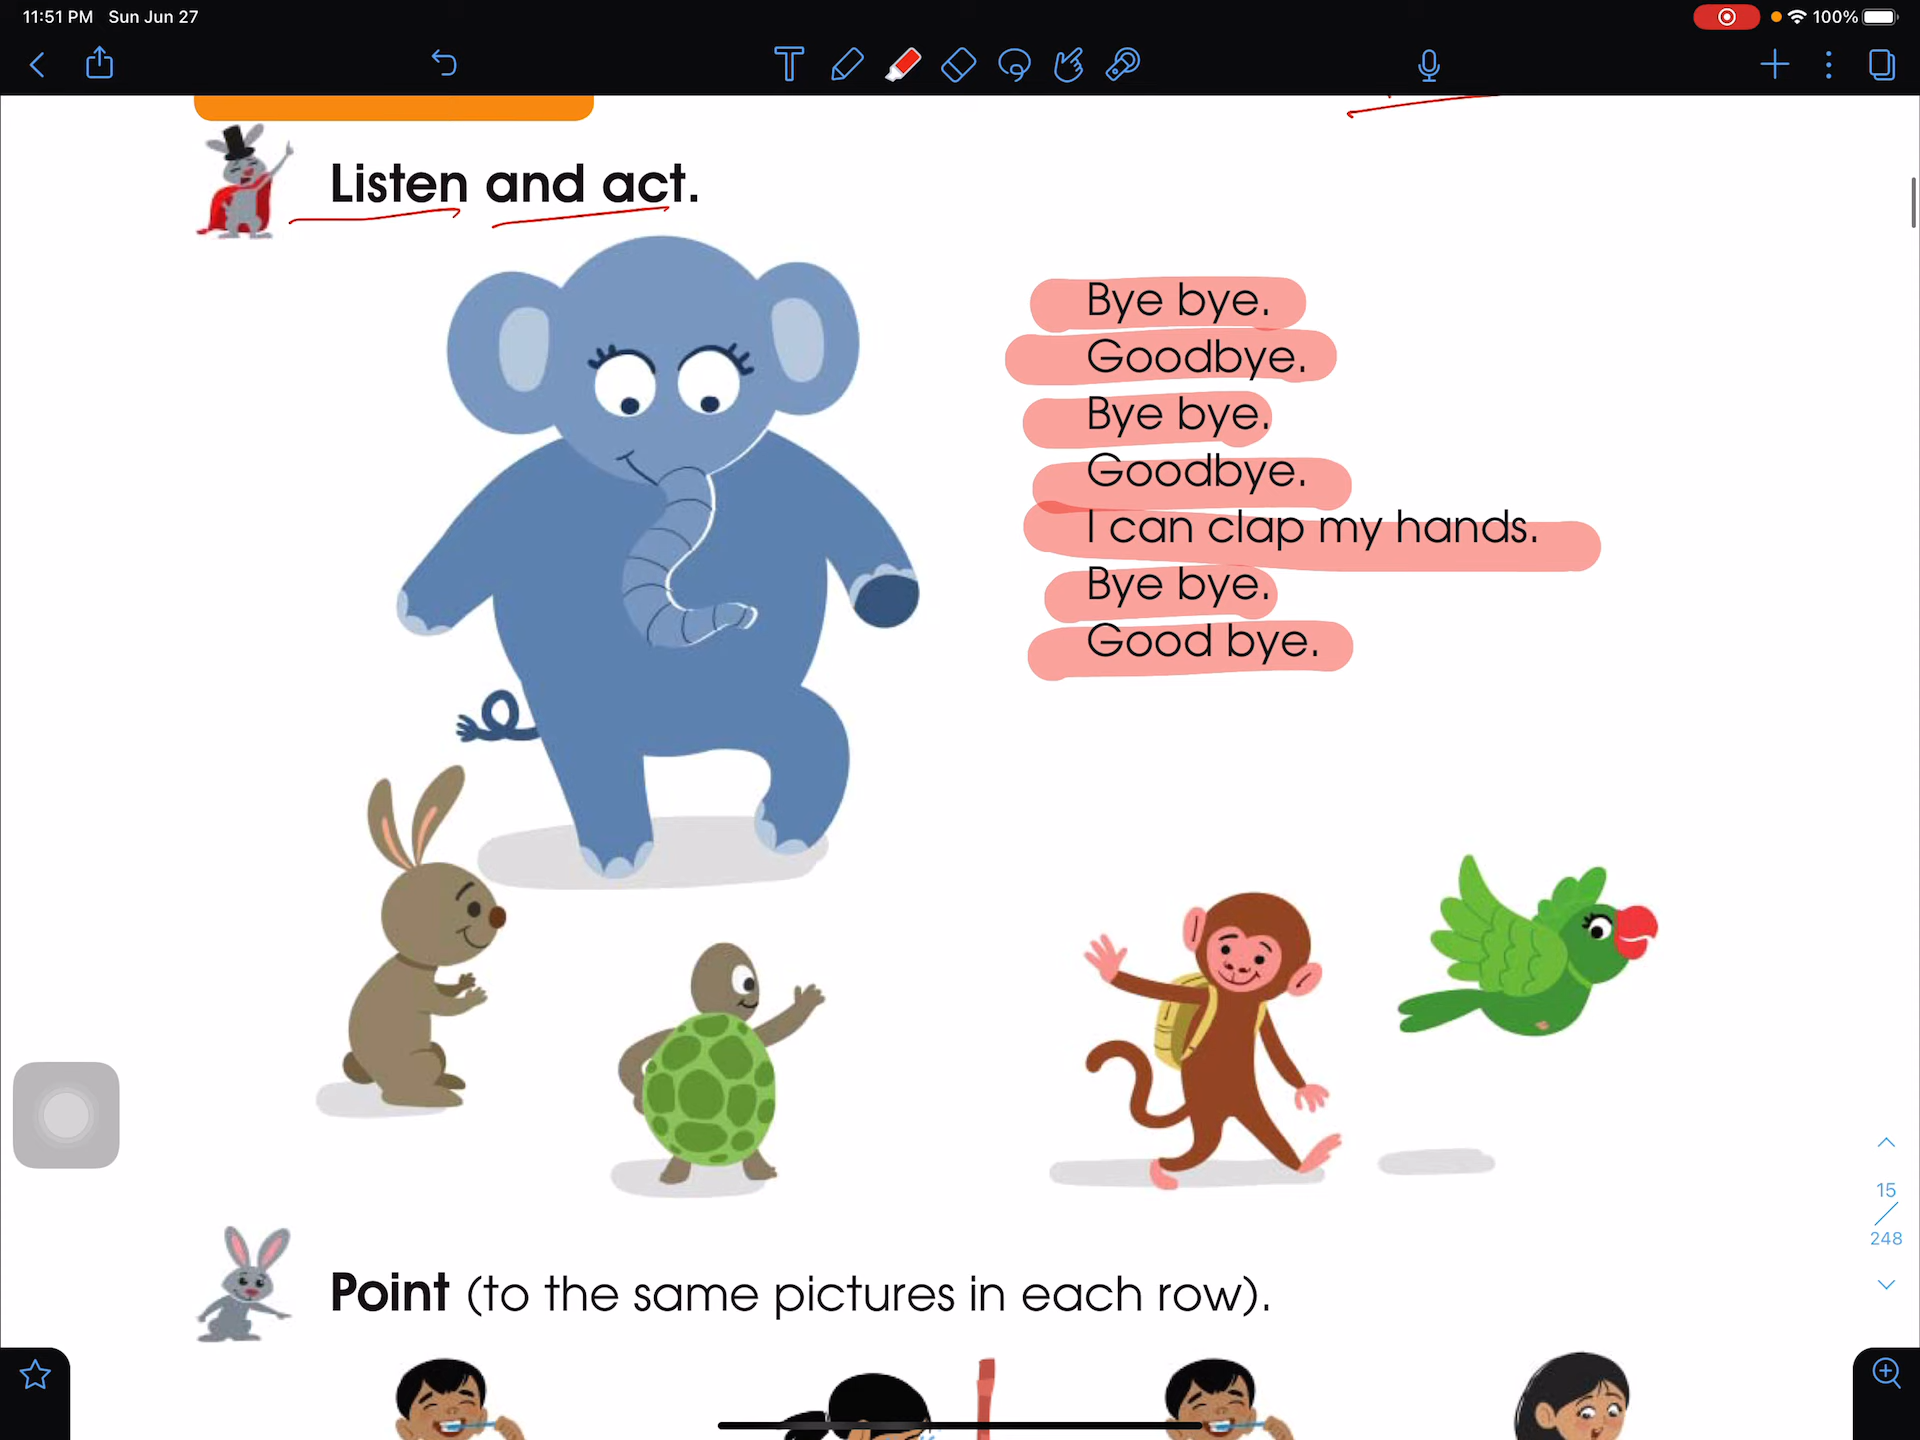 11:51 PM Sun Jun 27
100%
Listen and act.
Bye bye.
Goodbye.
Bye bye.
Goodbye.
I can clap my hands.
Bye bye.
Good bye.
15
248
Point (to the same pictures in each row).